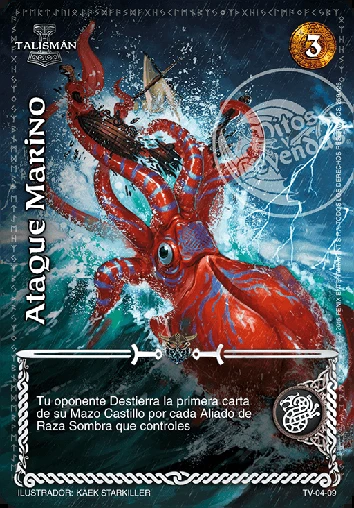 TALISMÁN
3
Mitos
y
Leyendas
Ataque Marino
Tu oponente Destierra la primera carta
de su Mazo Castillo por cada Aliado de
Raza Sombra que controles
ILUSTRADOR: KAEK STARKILLER
TV-04-09